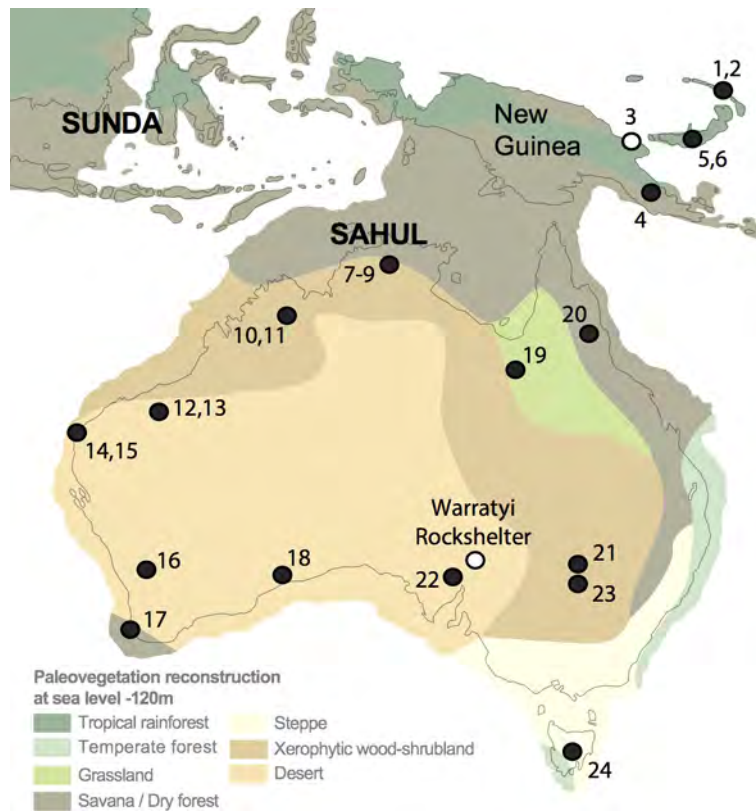 1,2
SUNDA
New
Guinea
3
5,6
4
SAHUL
7-9
10,11
20
19
12,13
14,15
Warratyi
Rockshelter
16
18
22
21
23
17
Paleovegetation reconstruction
at sea level -120m
Tropical rainforest
Steppe
Temperate forest
Xerophytic wood-shrubland
Grassland
Desert
Savana / Dry forest
24